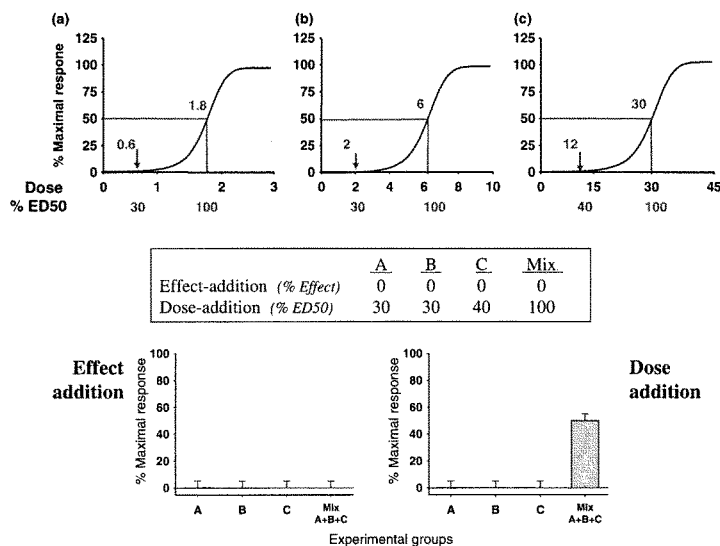 (a) (b) (c)
% Maximal respone
125
100
75
50
25
0
1.8
0.6
0 1 2 3
125
100
75
50
25
0
6
2
0 2 4 6 8 10
125
100
75
50
25
0
30
12
0 15 30 45
Dose
% ED50 30 100 30 100 40 100
A B C Mix
Effect-addition (% Effect) 0 0 0 0
Dose-addition (% ED50) 30 30 40 100
Effect
addition
% Maximal response
100
80
60
40
20
0
A B C Mix
A+B+C
% Maximal response
100
80
60
40
20
0
A B C Mix
A+B+C
Dose
addition
Experimental groups